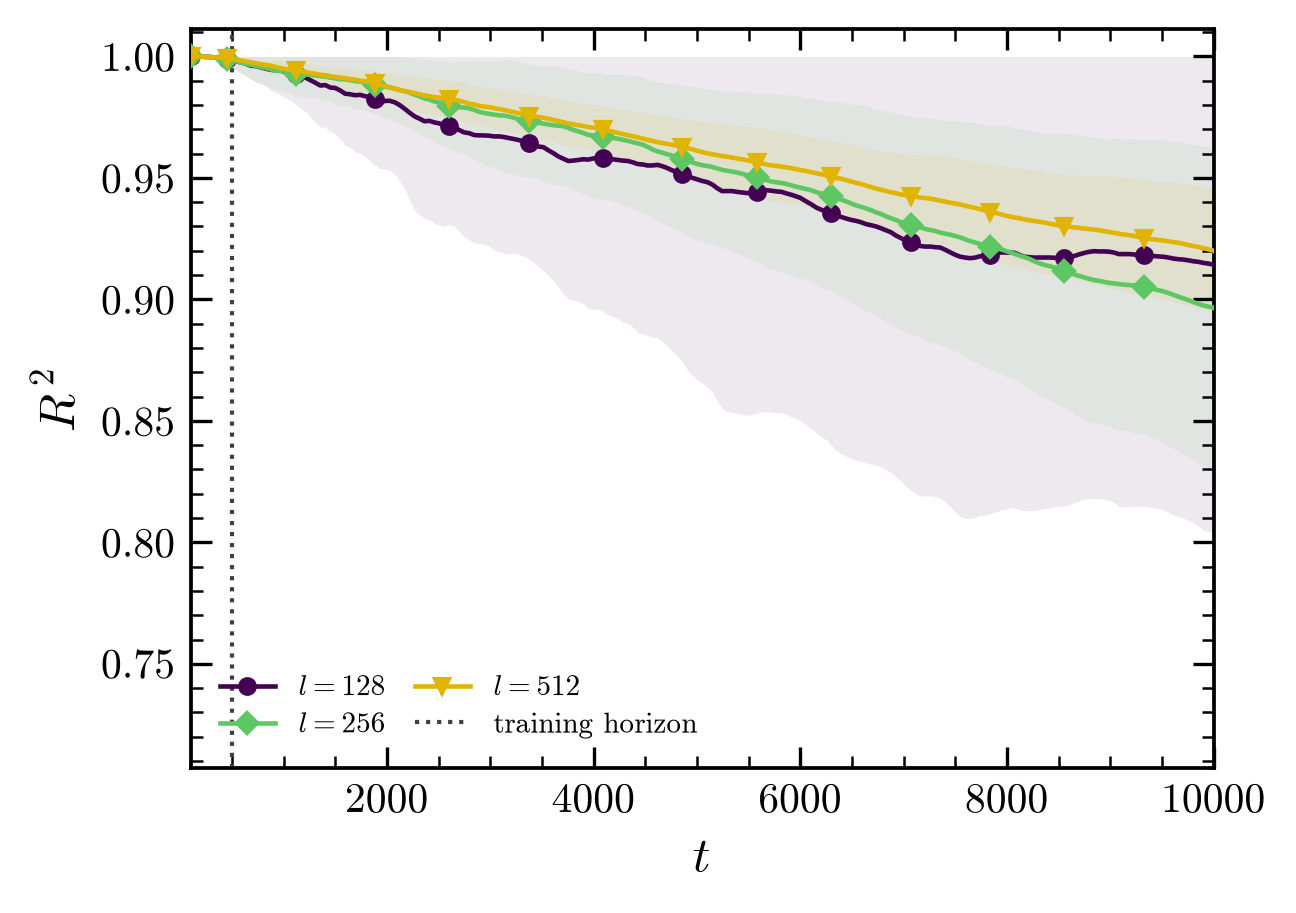 1.00
0.95
0.90
0.85
0.80
0.75
R²
l = 128
l = 256
l = 512
training horizon
2000 4000 6000 8000 10000
t